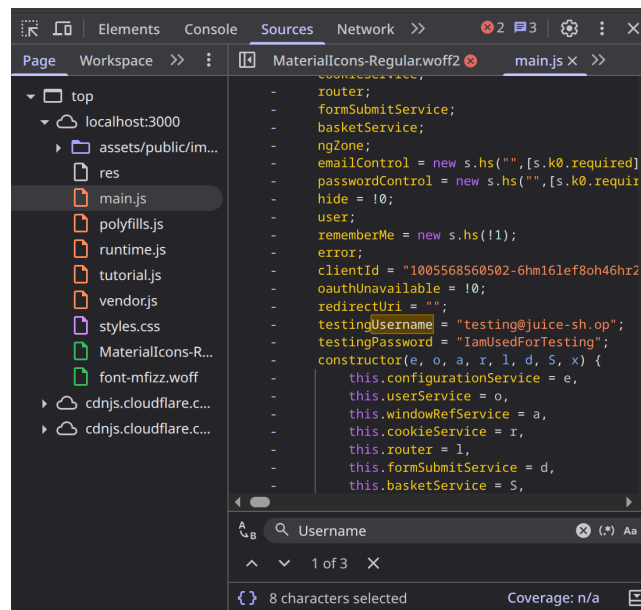 Elements Console Sources Network 2 3
Page Workspace MaterialIcons-Regular.woff2 main.js
top
localhost:3000
assets/public/im...
res
main.js
polyfills.js
runtime.js
tutorial.js
vendor.js
styles.css
MaterialIcons-R...
font-mfizz.woff
cdnjs.cloudflare.c...
cdnjs.cloudflare.c...
cookieService;
- router;
- formSubmitService;
- basketService;
- ngZone;
- emailControl = new s.hs("",[s.k0.required]
- passwordControl = new s.hs("",[s.k0.requir
- hide = !0;
- user;
- rememberMe = new s.hs(!1);
- error;
- clientId = "1005568560502-6hm16lef8oh46hr2
- oauthUnavailable = !0;
- redirectUri = "";
- testingUsername = "testing@juice-sh.op";
- testingPassword = "IamUsedForTesting";
- constructor(e, o, a, r, l, d, S, x) {
- this.configurationService = e,
- this.userService = o,
- this.windowRefService = a,
- this.cookieService = r,
- this.router = l,
- this.formSubmitService = d,
- this.basketService = S,
A B Username (.*) Aa
1 of 3
{} 8 characters selected Coverage: n/a